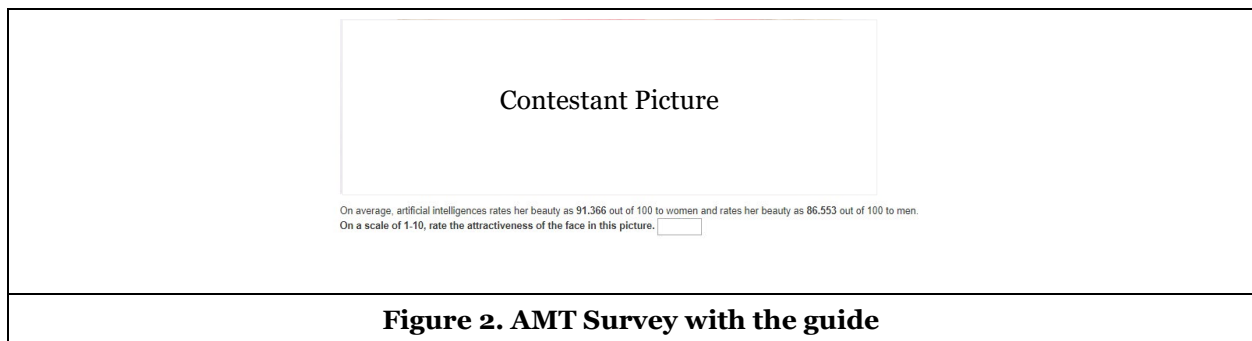 Contestant Picture
On average, artificial intelligences rates her beauty as 91.366 out of 100 to women and rates her beauty as 86.553 out of 100 to men.
On a scale of 1-10, rate the attractiveness of the face in this picture.
Figure 2. AMT Survey with the guide